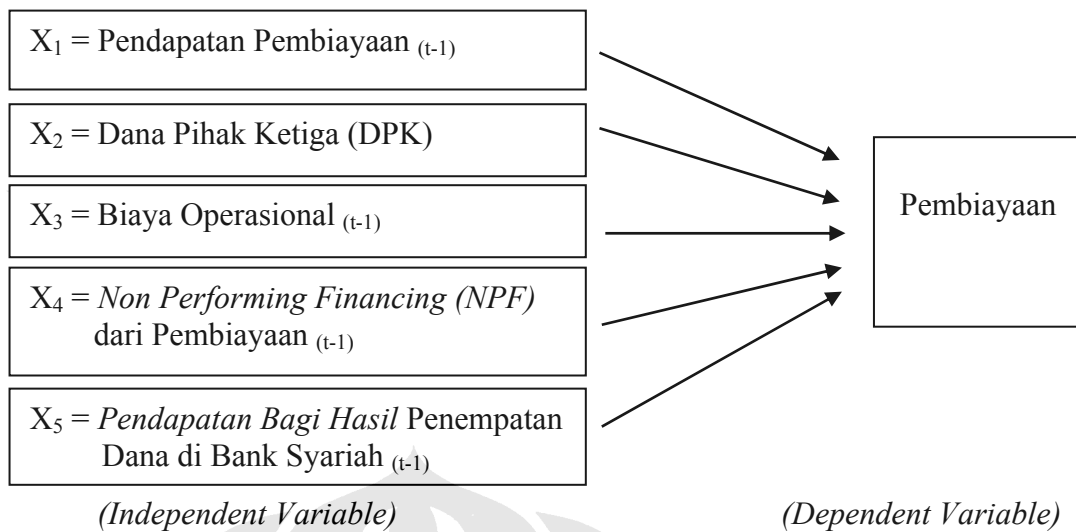 X₁ = Pendapatan Pembiayaan (t-1)
X₂ = Dana Pihak Ketiga (DPK)
X₃ = Biaya Operasional (t-1)
X₄ = Non Performing Financing (NPF)
dari Pembiayaan (t-1)
X₅ = Pendapatan Bagi Hasil Penempatan
Dana di Bank Syariah (t-1)
(Independent Variable)
Pembiayaan
(Dependent Variable)